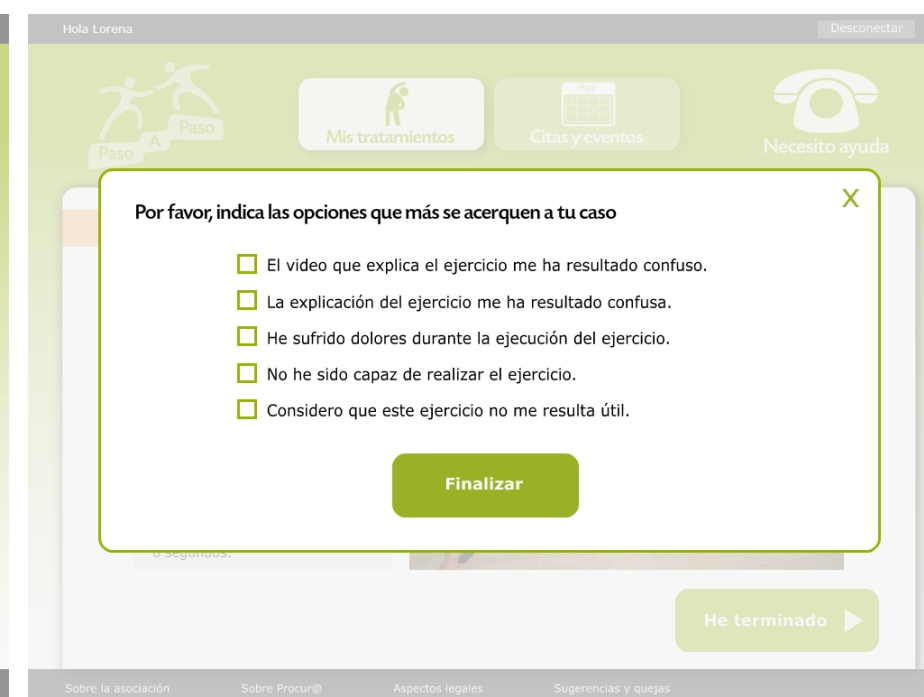 Hola Lorena
Desconectar
Paso A Paso
Mis tratamientos
Hoy
Citas y eventos
Necesito ayuda
X
Por favor, indica las opciones que más se acerquen a tu caso
El video que explica el ejercicio me ha resultado confuso.
La explicación del ejercicio me ha resultado confusa.
He sufrido dolores durante la ejecución del ejercicio.
No he sido capaz de realizar el ejercicio.
Considero que este ejercicio no me resulta útil.
Finalizar
segundos.
He terminado
Sobre la asociación
Sobre Procur@
Aspectos legales
Sugerencias y quejas